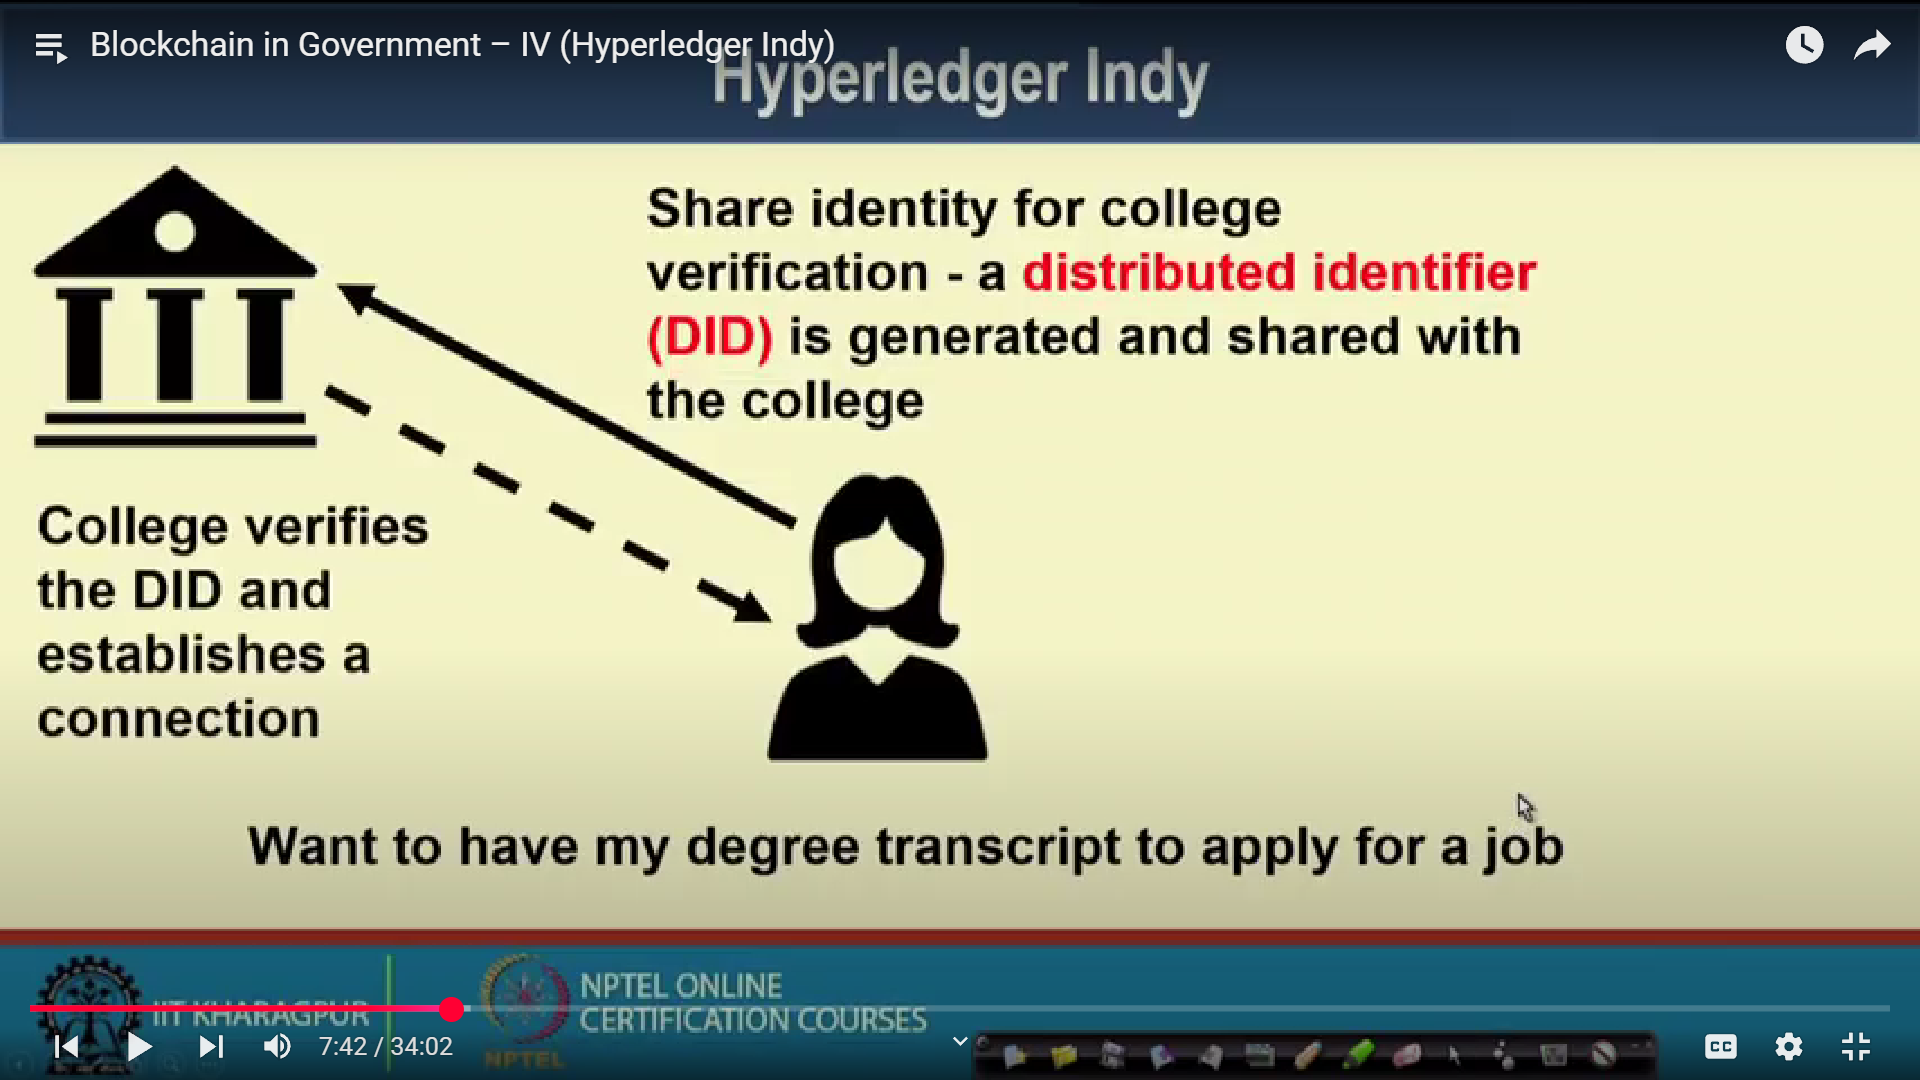 Blockchain in Government – IV (Hyperledger Indy)
Hyperledger Indy
Share identity for college
verification - a distributed identifier
(DID) is generated and shared with
the college
College verifies
the DID and
establishes a
connection
Want to have my degree transcript to apply for a job
IIT KHARAGPUR
NPTEL
NPTEL ONLINE
CERTIFICATION COURSES
7:42 / 34:02
CC